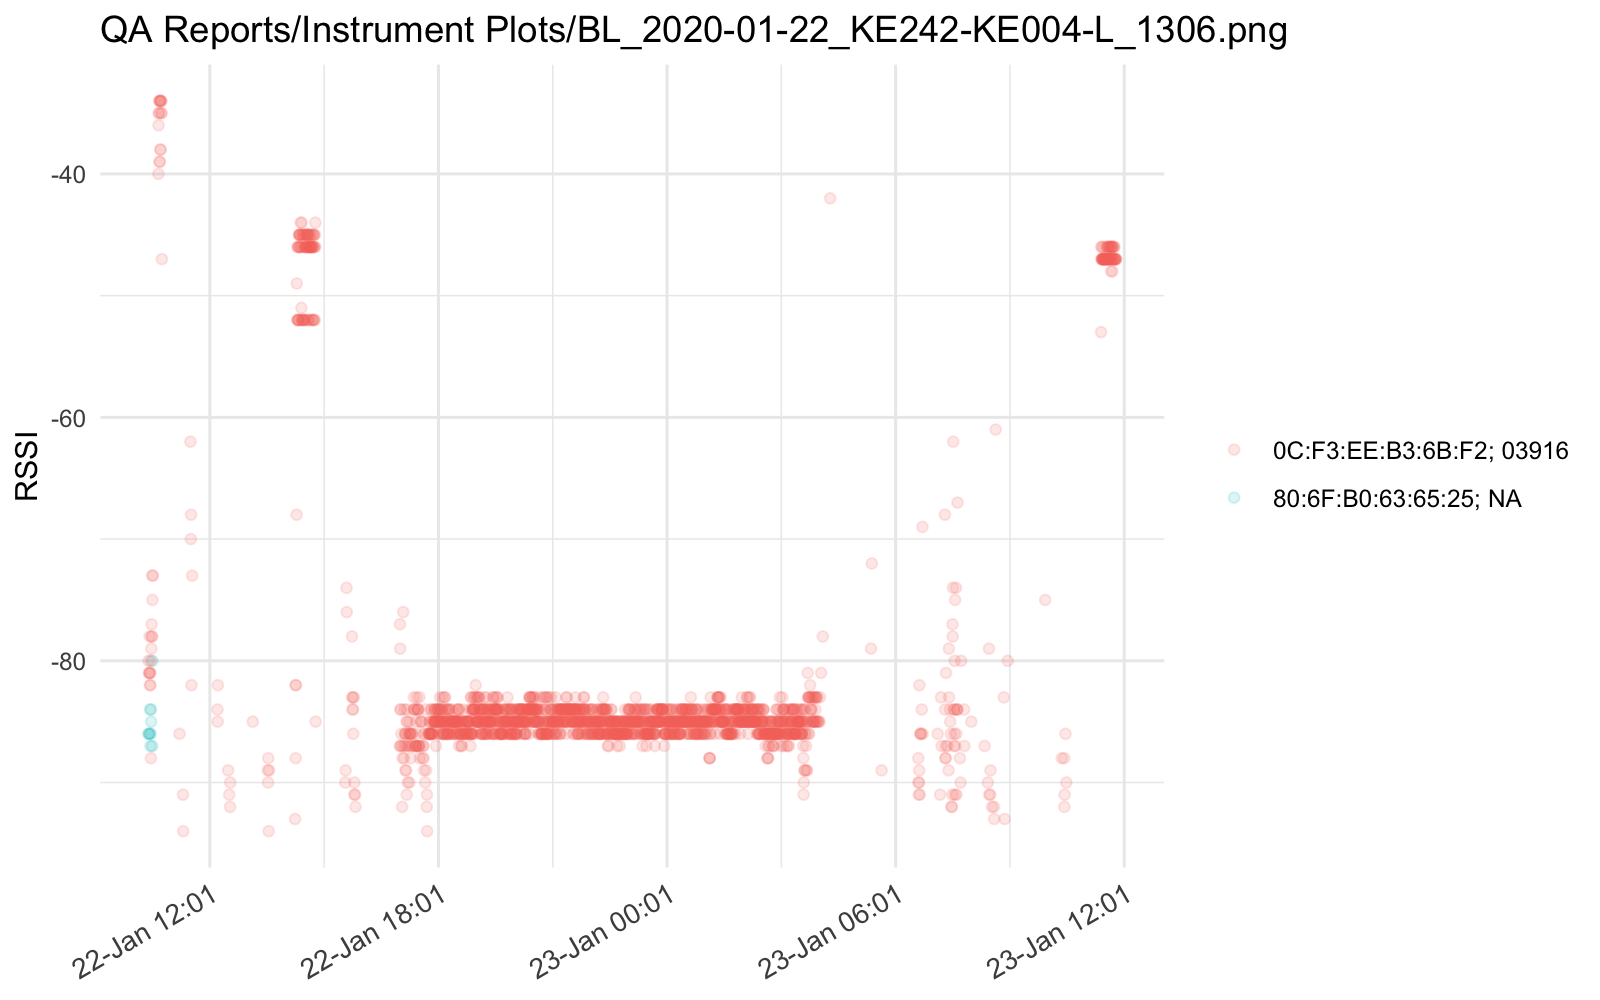 QA Reports/Instrument Plots/BL_2020-01-22_KE242-KE004-L_1306.png
-40
-60
-80
RSSI
0C:F3:EE:B3:6B:F2; 03916
80:6F:B0:63:65:25; NA
22-Jan 12:01
22-Jan 18:01
23-Jan 00:01
23-Jan 06:01
23-Jan 12:01